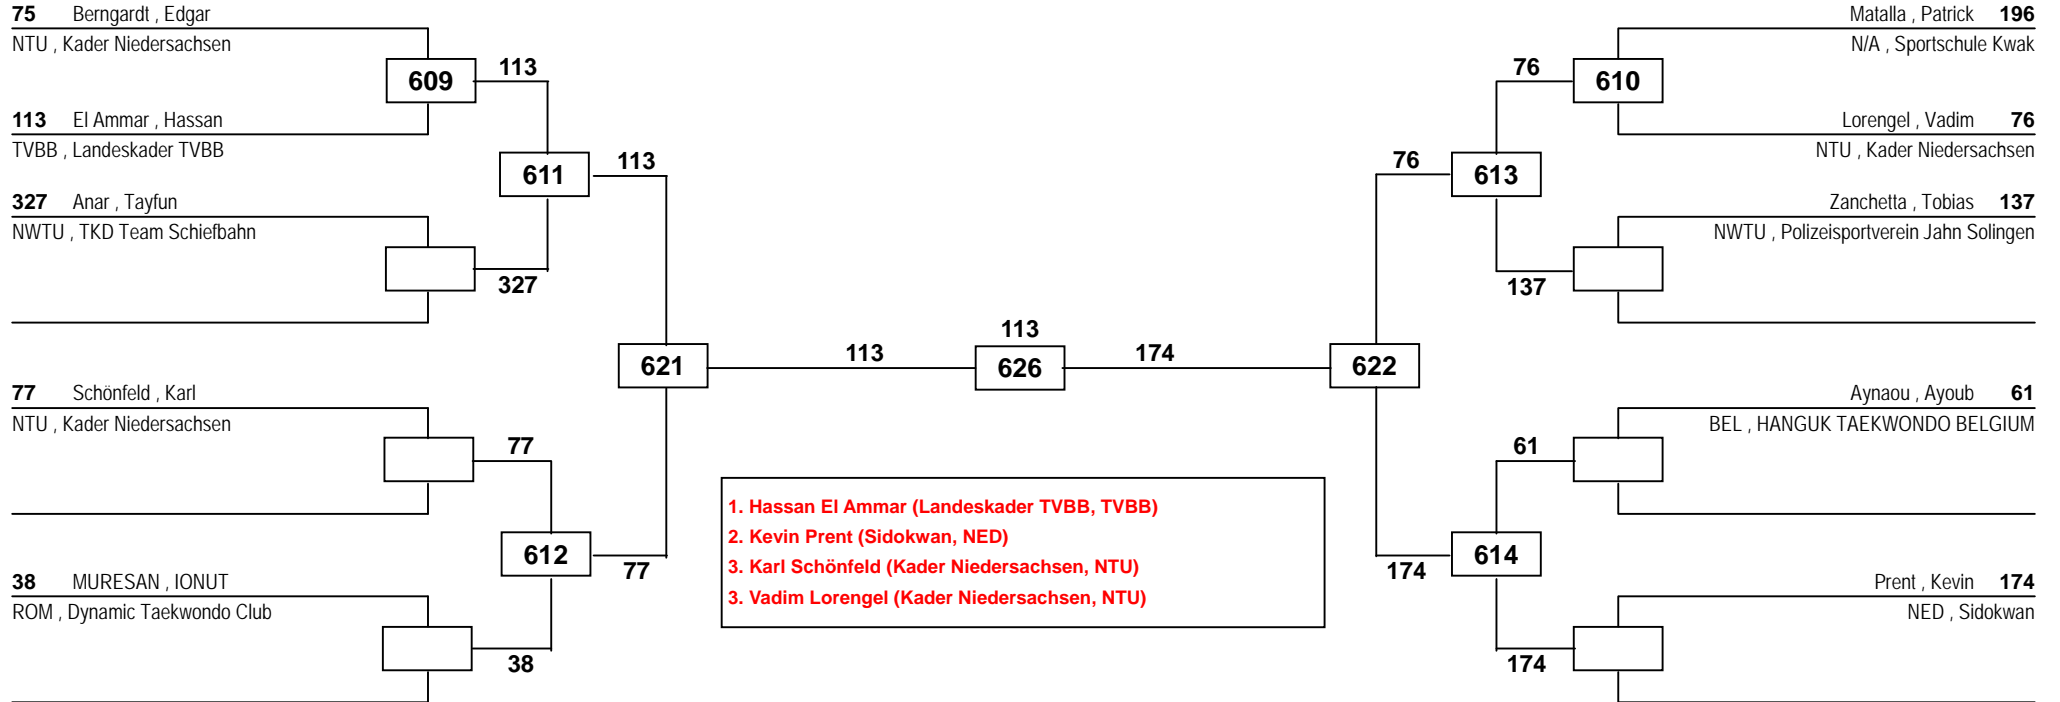 75 Berngardt , Edgar
NTU , Kader Niedersachsen
609
113
113 El Ammar , Hassan
TVBB , Landeskader TVBB
611
113
327 Anar , Tayfun
NWTU , TKD Team Schiefbahn
327
621
113
77 Schönfeld , Karl
NTU , Kader Niedersachsen
77
612
77
38 MURESAN , IONUT
ROM , Dynamic Taekwondo Club
38
113
626
1. Hassan El Ammar (Landeskader TVBB, TVBB)
2. Kevin Prent (Sidokwan, NED)
3. Karl Schönfeld (Kader Niedersachsen, NTU)
3. Vadim Lorengel (Kader Niedersachsen, NTU)
Matalla , Patrick 196
N/A , Sportschule Kwak
76
610
Lorengel , Vadim 76
NTU , Kader Niedersachsen
76
613
Zanchetta , Tobias 137
NWTU , Polizeisportverein Jahn Solingen
137
174
622
Aynaou , Ayoub 61
BEL , HANGUK TAEKWONDO BELGIUM
61
614
174
Prent , Kevin 174
NED , Sidokwan
174